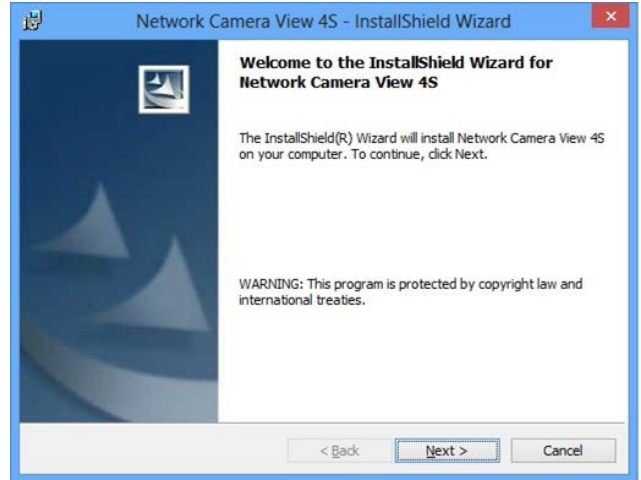 Network Camera View 4S - InstallShield Wizard
Welcome to the InstallShield Wizard for
Network Camera View 4S
The InstallShield(R) Wizard will install Network Camera View 4S
on your computer. To continue, click Next.
WARNING: This program is protected by copyright law and
international treaties.
< Back Next > Cancel